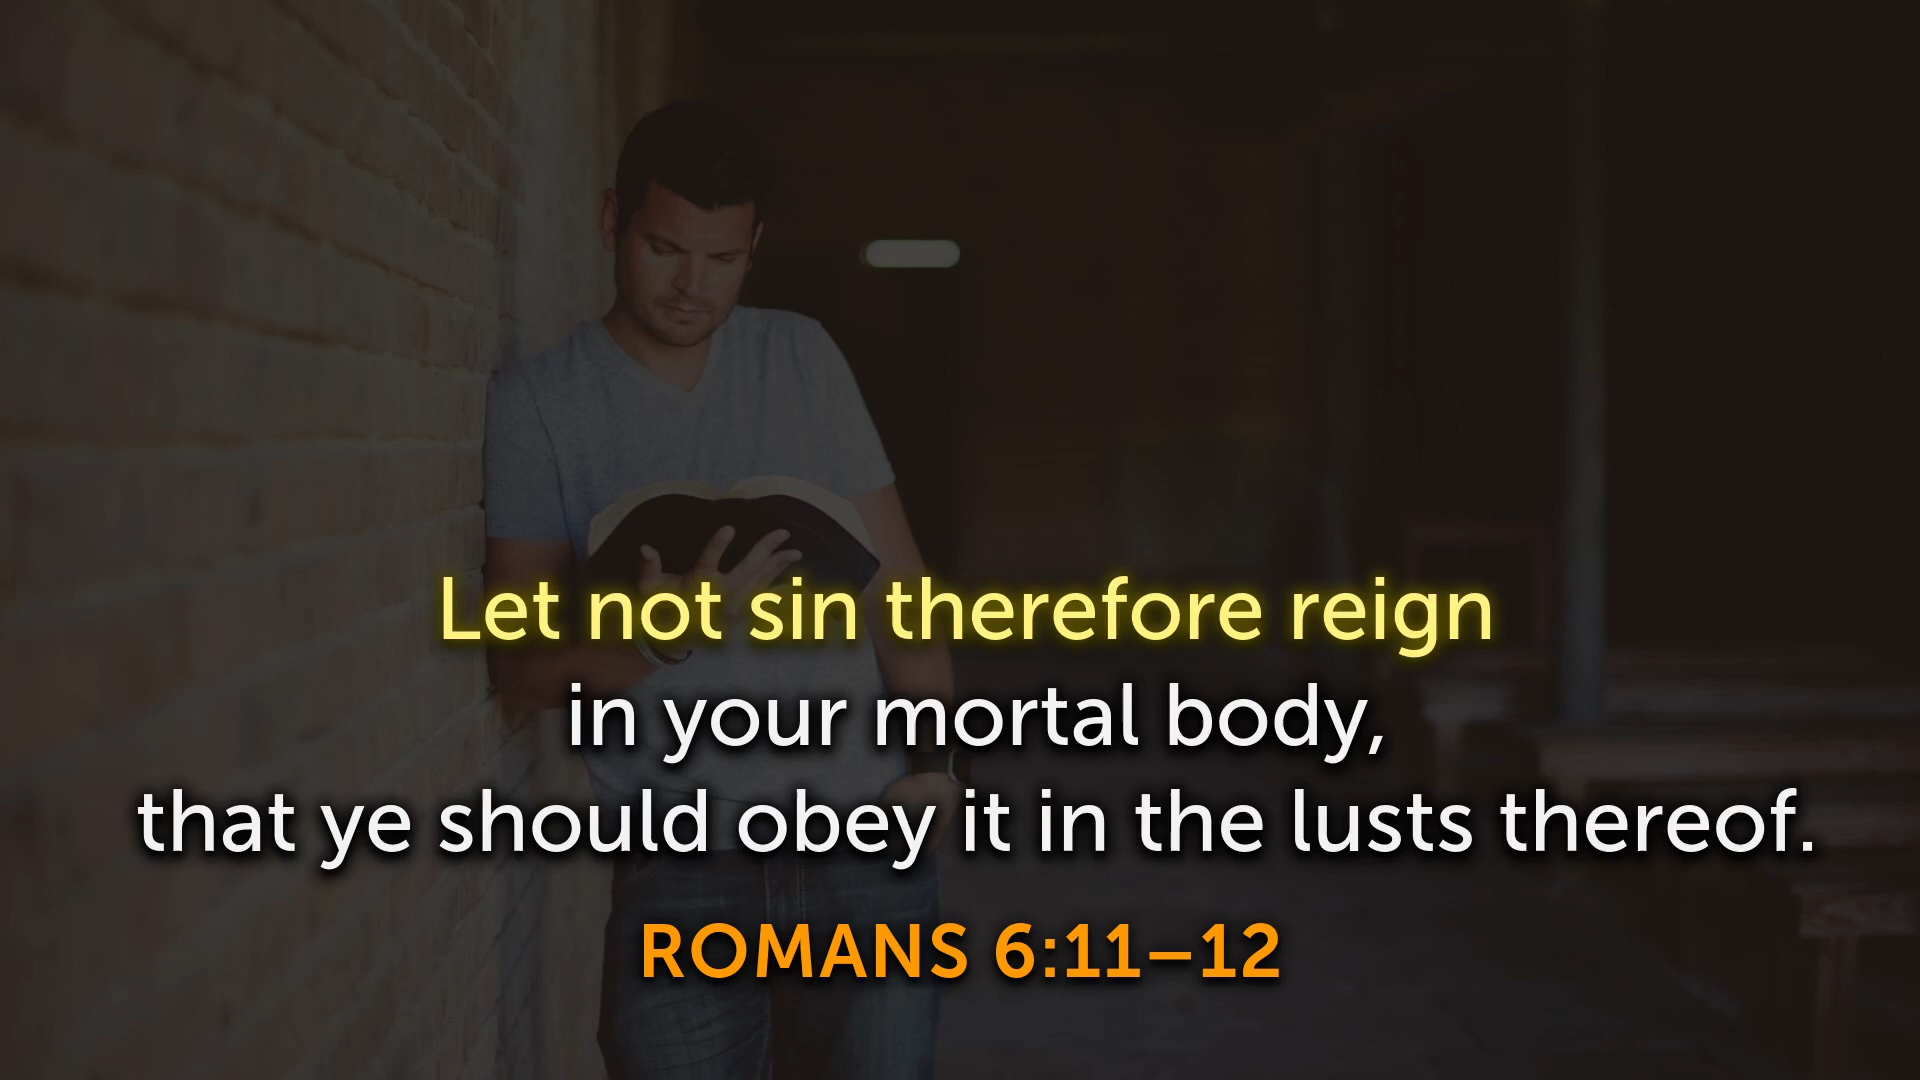 Let not sin therefore reign
in your mortal body,
that ye should obey it in the lusts thereof.
ROMANS 6:11–12